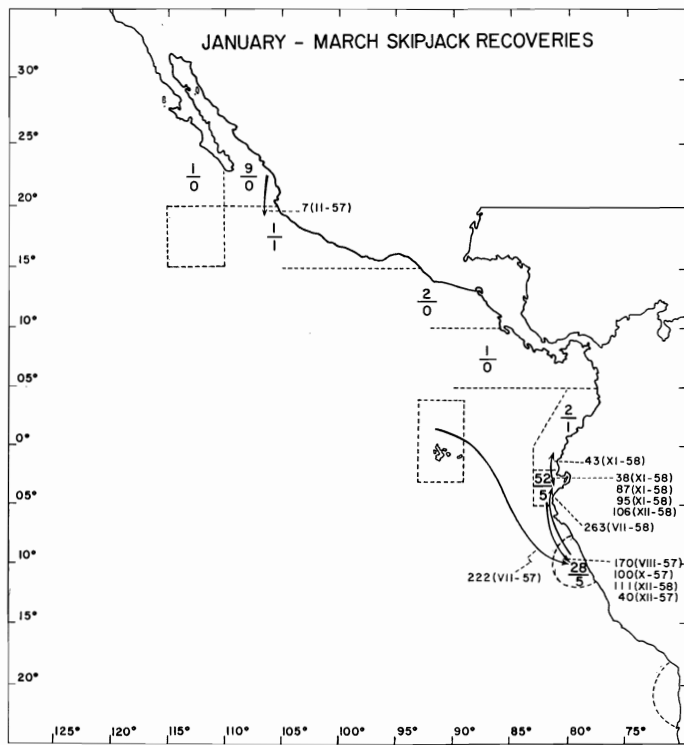 JANUARY – MARCH SKIPJACK RECOVERIES
30°
25°
20°
15°
10°
05°
0°
05°
10°
15°
20°
1
0
9
0
7(II-57)
1
1
2
0
1
0
2
1
43(XI-58)
52
5
38(XI-58)
87(XI-58)
95(XI-58)
106(XII-58)
263(VII-58)
222(VII-57)
28
5
170(VIII-57)
100(X-57)
111(XII-58)
40(XII-57)
125° 120° 115° 110° 105° 100° 95° 90° 85° 80° 75°